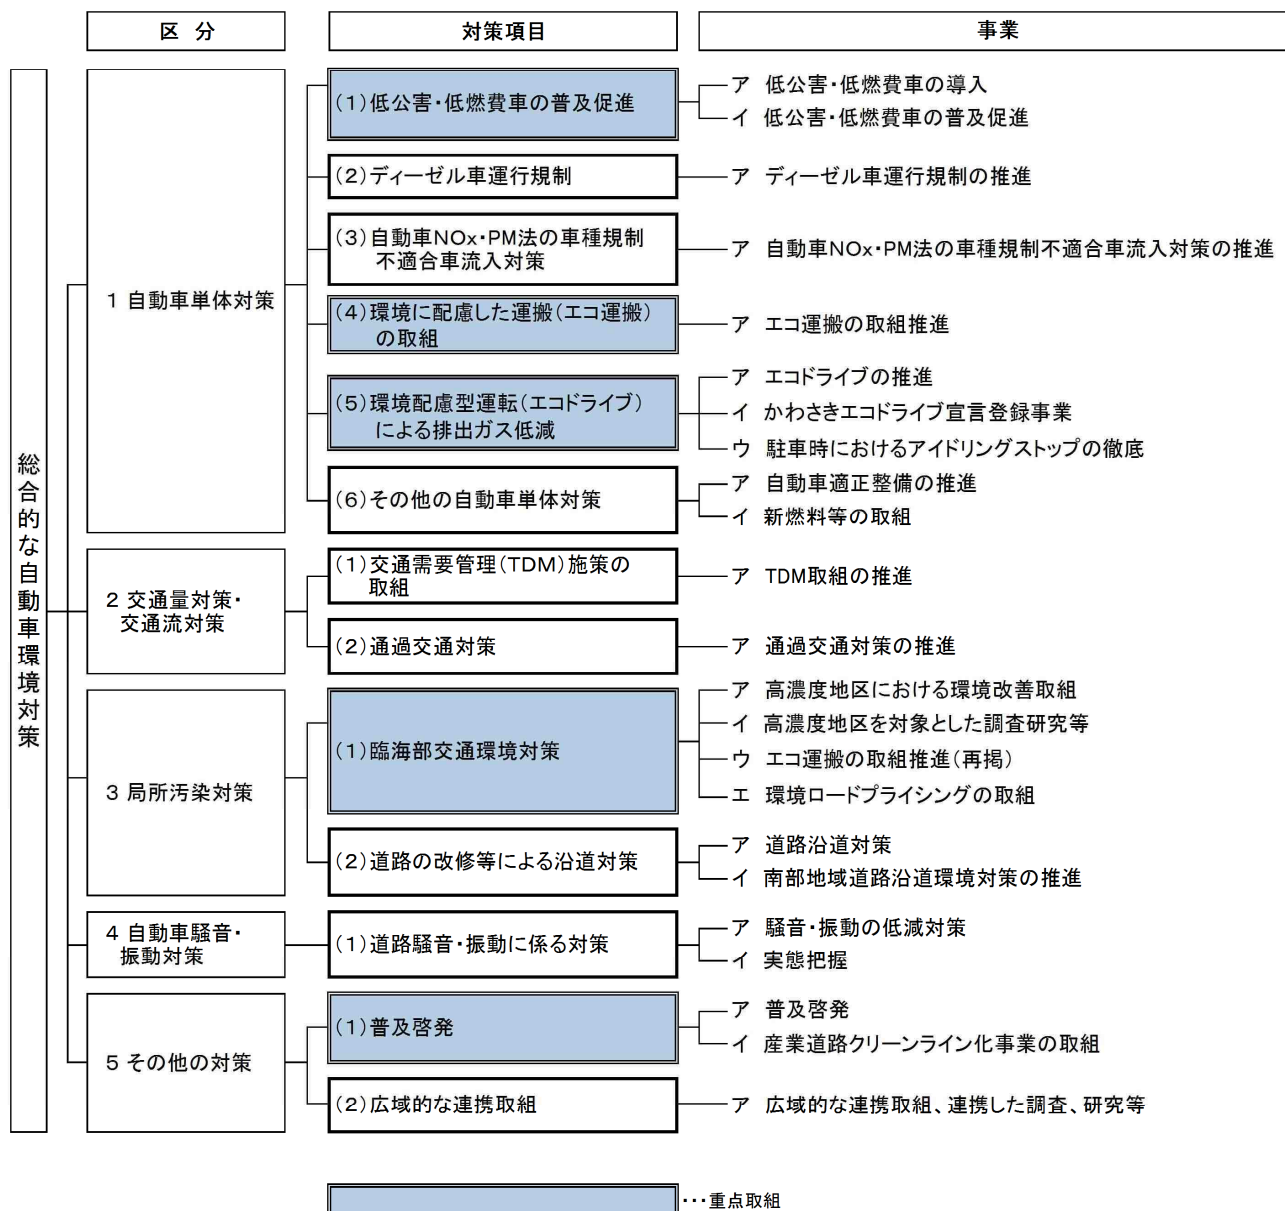 区 分
対策項目
事業
総合的な自動車環境対策
1 自動車単体対策
(1)低公害・低燃費車の普及促進
ア 低公害・低燃費車の導入
イ 低公害・低燃費車の普及促進
(2)ディーゼル車運行規制
ア ディーゼル車運行規制の推進
(3)自動車NOx・PM法の車種規制
不適合車流入対策
ア 自動車NOx・PM法の車種規制不適合車流入対策の推進
(4)環境に配慮した運搬(エコ運搬)
の取組
ア エコ運搬の取組推進
(5)環境配慮型運転(エコドライブ)
による排出ガス低減
ア エコドライブの推進
イ かわさきエコドライブ宣言登録事業
ウ 駐車時におけるアイドリングストップの徹底
(6)その他の自動車単体対策
ア 自動車適正整備の推進
イ 新燃料等の取組
2 交通量対策・
交通流対策
(1)交通需要管理(TDM)施策の
取組
ア TDM取組の推進
(2)通過交通対策
ア 通過交通対策の推進
3 局所汚染対策
(1)臨海部交通環境対策
ア 高濃度地区における環境改善取組
イ 高濃度地区を対象とした調査研究等
ウ エコ運搬の取組推進(再掲)
エ 環境ロードプライシングの取組
(2)道路の改修等による沿道対策
ア 道路沿道対策
イ 南部地域道路沿道環境対策の推進
4 自動車騒音・
振動対策
(1)道路騒音・振動に係る対策
ア 騒音・振動の低減対策
イ 実態把握
5 その他の対策
(1)普及啓発
ア 普及啓発
イ 産業道路クリーンライン化事業の取組
(2)広域的な連携取組
ア 広域的な連携取組、連携した調査、研究等
・・・重点取組